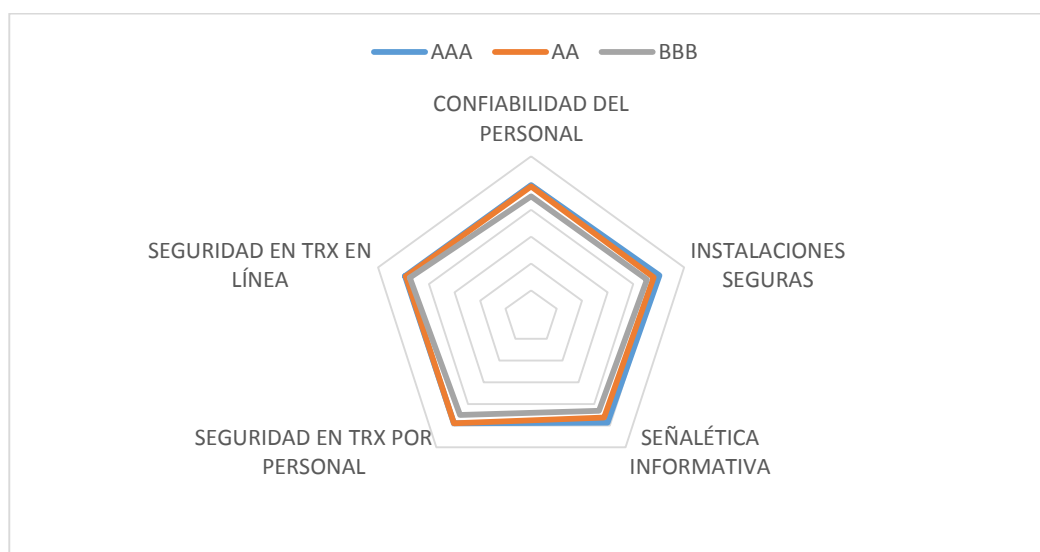 AAA AA BBB
CONFIABILIDAD DEL
PERSONAL
INSTALACIONES
SEGURAS
SEÑALÉTICA
INFORMATIVA
SEGURIDAD EN TRX POR
PERSONAL
SEGURIDAD EN TRX EN
LÍNEA